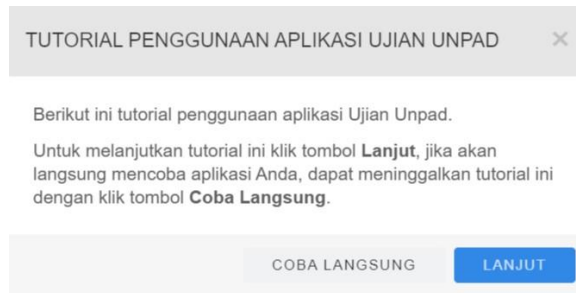 TUTORIAL PENGGUNAAN APLIKASI UJIAN UNPAD ×
Berikut ini tutorial penggunaan aplikasi Ujian Unpad.
Untuk melanjutkan tutorial ini klik tombol Lanjut, jika akan
langsung mencoba aplikasi Anda, dapat meninggalkan tutorial ini
dengan klik tombol Coba Langsung.
COBA LANGSUNG LANJUT